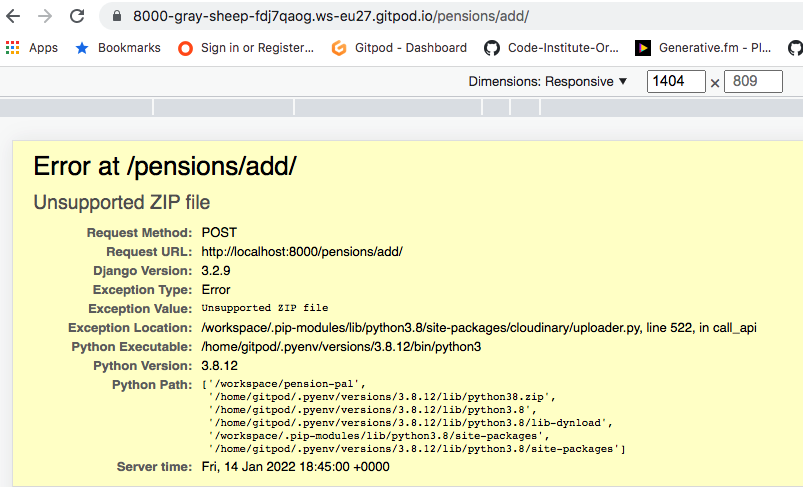 8000-gray-sheep-fdj7qaog.ws-eu27.gitpod.io/pensions/add/
Apps Bookmarks Sign in or Register... Gitpod - Dashboard Code-Institute-Or... Generative.fm - Pl...
Dimensions: Responsive ▼ 1404 × 809
Error at /pensions/add/
Unsupported ZIP file
Request Method: POST
Request URL: http://localhost:8000/pensions/add/
Django Version: 3.2.9
Exception Type: Error
Exception Value: Unsupported ZIP file
Exception Location: /workspace/.pip-modules/lib/python3.8/site-packages/cloudinary/uploader.py, line 522, in call_api
Python Executable: /home/gitpod/.pyenv/versions/3.8.12/bin/python3
Python Version: 3.8.12
Python Path: ['/workspace/pension-pal',
'/home/gitpod/.pyenv/versions/3.8.12/lib/python38.zip',
'/home/gitpod/.pyenv/versions/3.8.12/lib/python3.8',
'/home/gitpod/.pyenv/versions/3.8.12/lib/python3.8/lib-dynload',
'/workspace/.pip-modules/lib/python3.8/site-packages',
'/home/gitpod/.pyenv/versions/3.8.12/lib/python3.8/site-packages']
Server time: Fri, 14 Jan 2022 18:45:00 +0000